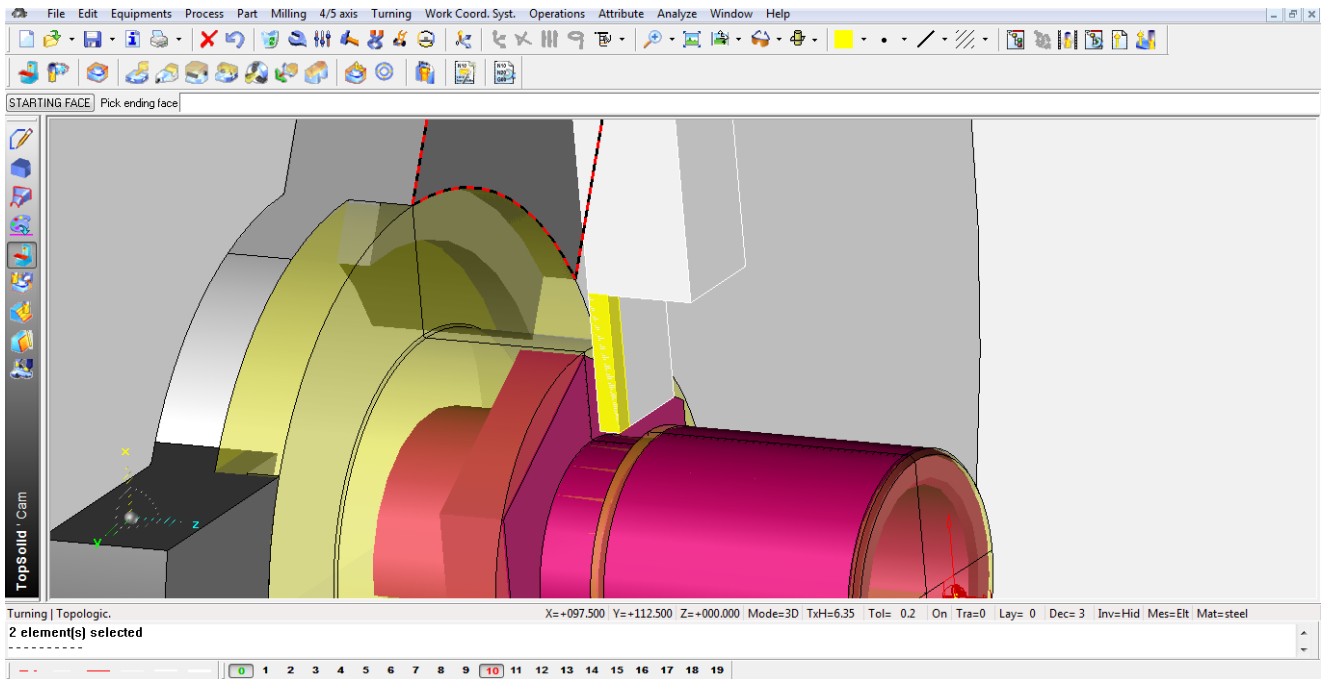 File Edit Equipments Process Part Milling 4/5 axis Turning Work Coord. Syst. Operations Attribute Analyze Window Help
STARTING FACE Pick ending face
X
Z
Y
TopSolid'Cam
Turning | Topologic. X=+097.500 Y=+112.500 Z=+000.000 Mode=3D TxH=6.35 Tol= 0.2 On Tra=0 Lay= 0 Dec= 3 Inv=Hid Mes=Elt Mat=steel
2 element(s) selected
----------
0 1 2 3 4 5 6 7 8 9 10 11 12 13 14 15 16 17 18 19